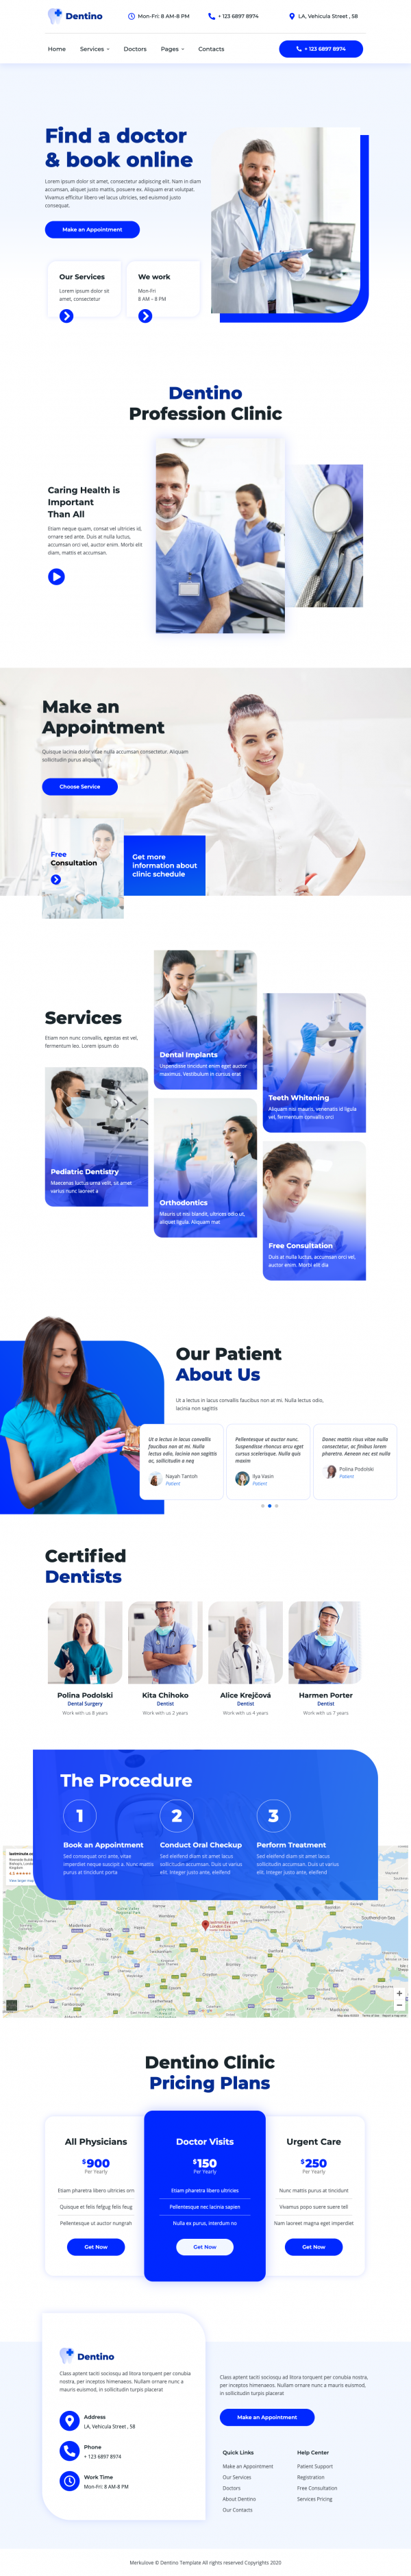 Dentino
Mon-Fri: 8 AM-8 PM
+ 123 6897 8974
LA, Vehicula Street , 58
Home
Services
Doctors
Pages
Contacts
+ 123 6897 8974
Find a doctor
& book online
Lorem ipsum dolor sit amet, consectetur adipiscing elit. Nam in diam
accumsan, aliquet justo mattis, posuere ex. Aliquam erat volutpat.
Vivamus efficitur libero vel lacus ultricies, sed euismod justo
consequat.
Make an Appointment
Our Services
Lorem ipsum dolor sit
amet, consectetur
We work
Mon-Fri
8 AM – 8 PM
Dentino
Profession Clinic
Caring Health is
Important
Than All
Etiam neque quam, consat vel ultricies id,
ornare sed ante. Duis at nulla luctus,
accumsan orci vel, auctor enim. Morbi elit
diam, mattis et accumsan.
Make an
Appointment
Quisque lacinia dolor vitae nulla accumsan consectetur. Aliquam
sollicitudin purus aliquam
Choose Service
Free
Consultation
Get more
information about
clinic schedule
Services
Etiam non nunc convallis, egestas est vel,
fermentum leo. Lorem ipsum do
Dental Implants
Uspendisse tincidunt enim eget auctor
maximus. Vestibulum in cursus erat
Teeth Whitening
Aliquam nisi mauris, venenatis id ligula
vel, fermentum convallis orci
Pediatric Dentistry
Maecenas luctus urna velit, sit amet
varius nunc laoreet a
Orthodontics
Mauris ut nisi blandit, ultrices odio ut,
aliquet ligula. Aliquam mat
Free Consultation
Duis at nulla luctus, accumsan orci vel,
auctor enim. Morbi elit dia
Our Patient
About Us
Ut a lectus in lacus convallis faucibus non at mi. Nulla lectus odio,
lacinia non sagittis
Ut a lectus in lacus convallis
faucibus non at mi. Nulla
lectus odio, lacinia non sagittis
ac, sollicitudin a neq
Nayah Tantoh
Patient
Pellentesque ut auctor nunc.
Suspendisse rhoncus arcu eget
cursus scelerisque. Nulla quis
maxim
Ilya Vasin
Patient
Donec mattis risus vitae nulla
consectetur, ac finibus lorem
pharetra. Aenean nec est nulla
Polina Podolski
Patient
Certified
Dentists
Polina Podolski
Dental Surgery
Work with us 8 years
Kita Chihoko
Dentist
Work with us 2 years
Alice Krejčová
Dentist
Work with us 4 years
Harmen Porter
Dentist
Work with us 7 years
The Procedure
1
Book an Appointment
Sed consequat orci ante, vitae
imperdiet neque suscipit a. Nunc mattis
purus at tincidunt porta
2
Conduct Oral Checkup
Sed eleifend diam sit amet lacus
sollicitudin accumsan. Duis ut varius
elit. Integer justo ante, eleifend
3
Perform Treatment
Sed eleifend diam sit amet lacus
sollicitudin accumsan. Duis ut varius
elit. Integer justo ante, eleifend
Reading
Slough
Croydon
Woking
Bromley
Maidstone
Dentino Clinic
Pricing Plans
All Physicians
$900
Per Yearly
Etiam pharetra libero ultricies orn
Quisque et felis fefgug felis feug
Pellentesque ut auctor nungrah
Get Now
Doctor Visits
$150
Per Yearly
Etiam pharetra libero ultricies
Pellentesque nec lacinia sapien
Nulla ex purus, interdum no
Get Now
Urgent Care
$250
Per Yearly
Nunc mattis purus at tincidunt
Vivamus popo suere suere tell
Nam laoreet magna eget imperdiet
Get Now
Dentino
Class aptent taciti sociosqu ad litora torquent per conubia
nostra, per inceptos himenaeos. Nullam ornare nunc a
mauris euismod, in sollicitudin turpis placerat
Address
LA, Vehicula Street , 58
Phone
+ 123 6897 8974
Work Time
Mon-Fri: 8 AM-8 PM
Class aptent taciti sociosqu ad litora torquent per conubia nostra,
per inceptos himenaeos. Nullam ornare nunc a mauris euismod,
in sollicitudin turpis placerat
Make an Appointment
Quick Links
Make an Appointment
Our Services
Doctors
About Dentino
Our Contacts
Help Center
Patient Support
Registration
Free Consultation
Services Pricing
Merkulove © Dentino Template All rights reserved Copyrights 2020